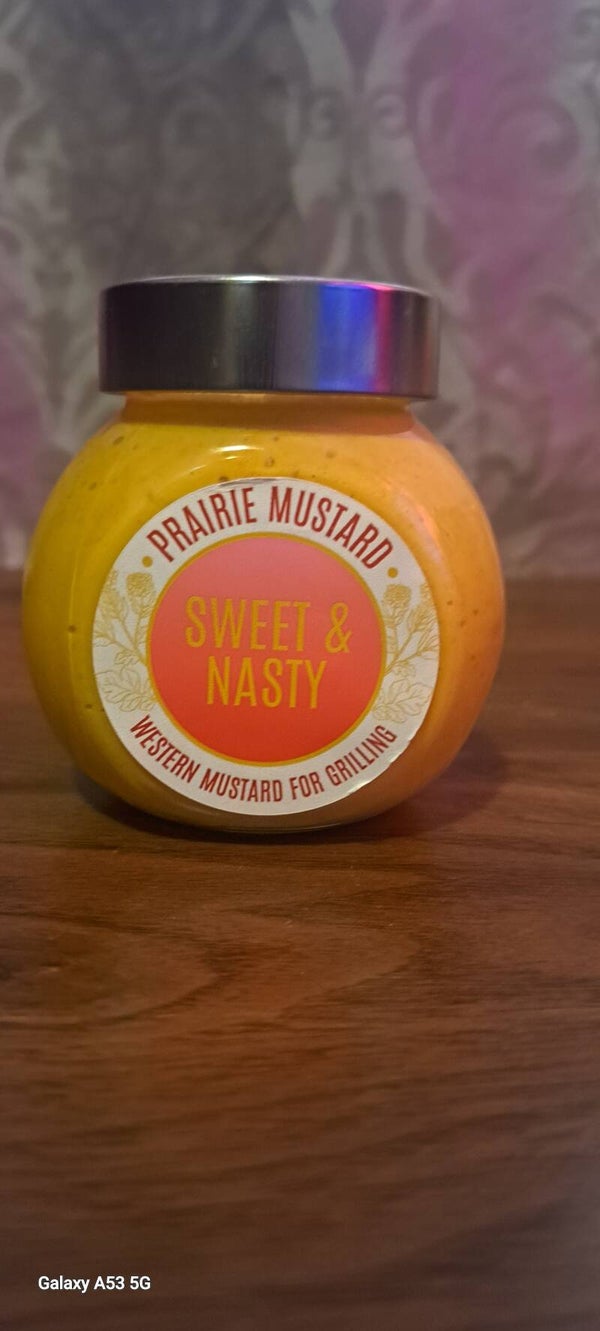 PRAIRIE MUSTARD
SWEET &
NASTY
WESTERN MUSTARD FOR GRILLING
Galaxy A53 5G